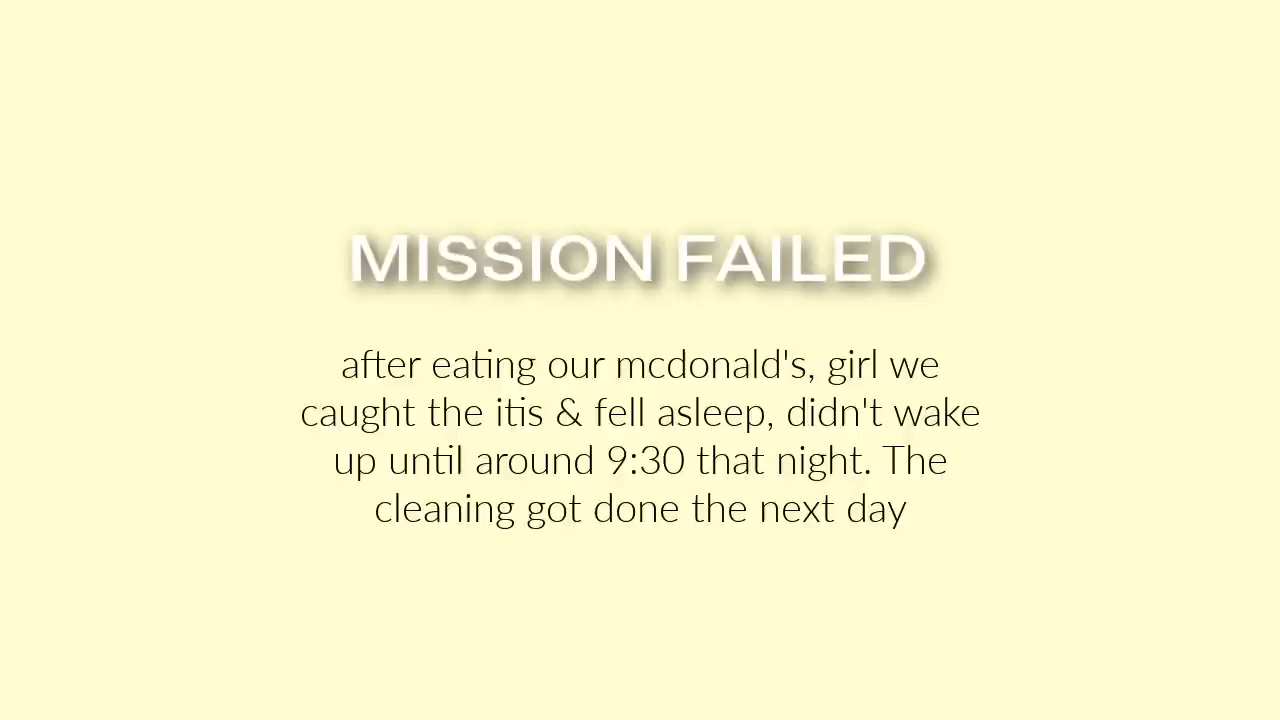 MISSION FAILED
after eating our mcdonald's, girl we
caught the itis & fell asleep, didn't wake
up until around 9:30 that night. The
cleaning got done the next day